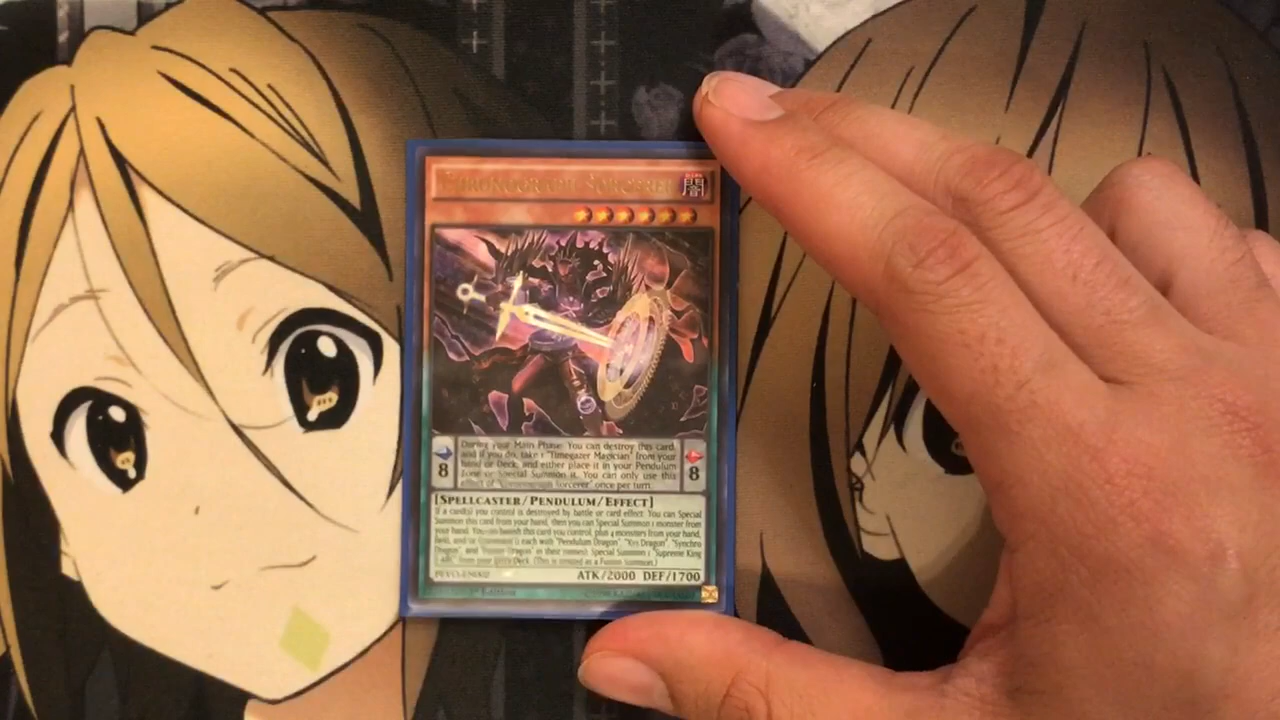 CHRONOGRAPH SORCERER
闇
During your Main Phase: You can destroy this card,
and if you do, take 1 "Timegazer Magician" from your
hand or Deck, and either place it in your Pendulum
Zone or Special Summon it. You can only use this
effect of "Chronograph Sorcerer" once per turn.
8
8
[SPELLCASTER/PENDULUM/EFFECT]
If a card(s) you control is destroyed by battle or card effect: You can Special
Summon this card from your hand, then you can Special Summon 1 monster from
your hand. You can banish this card you control, plus 4 monsters from your hand,
field, and/or GY (1 each with "Pendulum Dragon", "Xyz Dragon", "Synchro
Dragon", and "Fusion Dragon" in their names); Special Summon 1 "Supreme King
Z-ARC" from your Extra Deck. (This is treated as a Fusion Summon.)
ATK/2000 DEF/1700
Edition